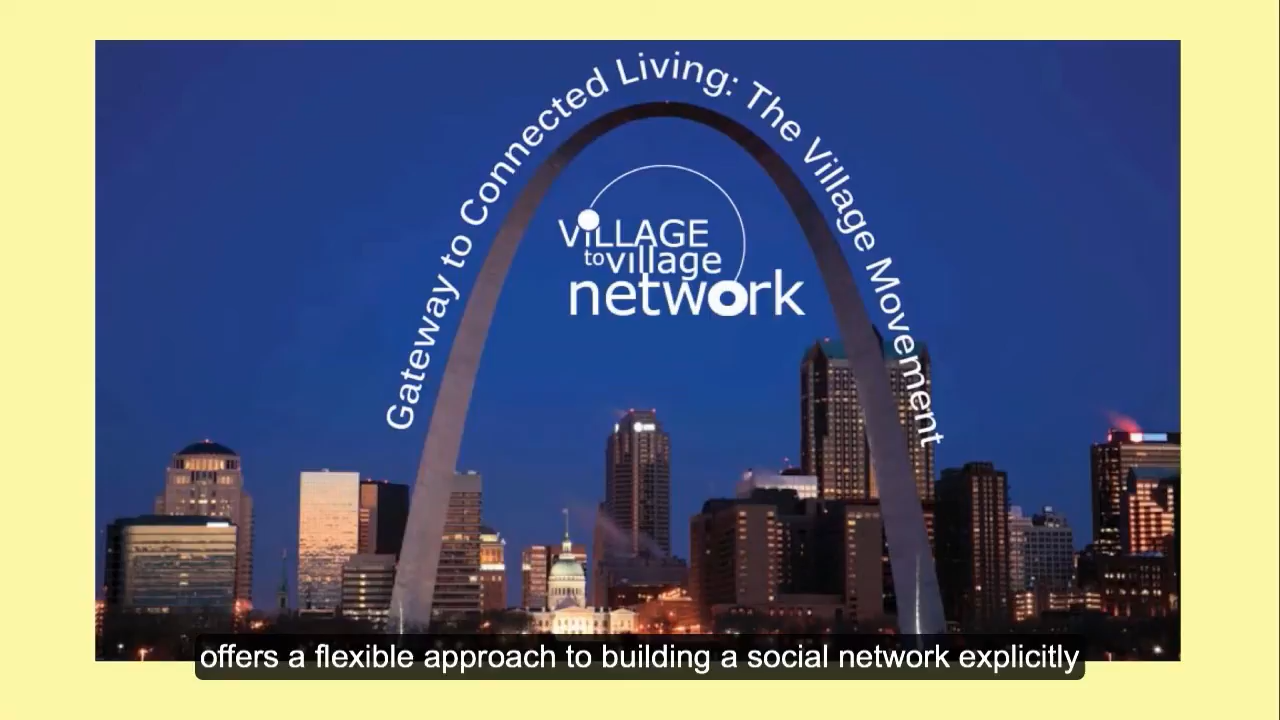 Gateway to Connected Living: The Village Movement
ViLLAGE
to village
network
offers a flexible approach to building a social network explicitly